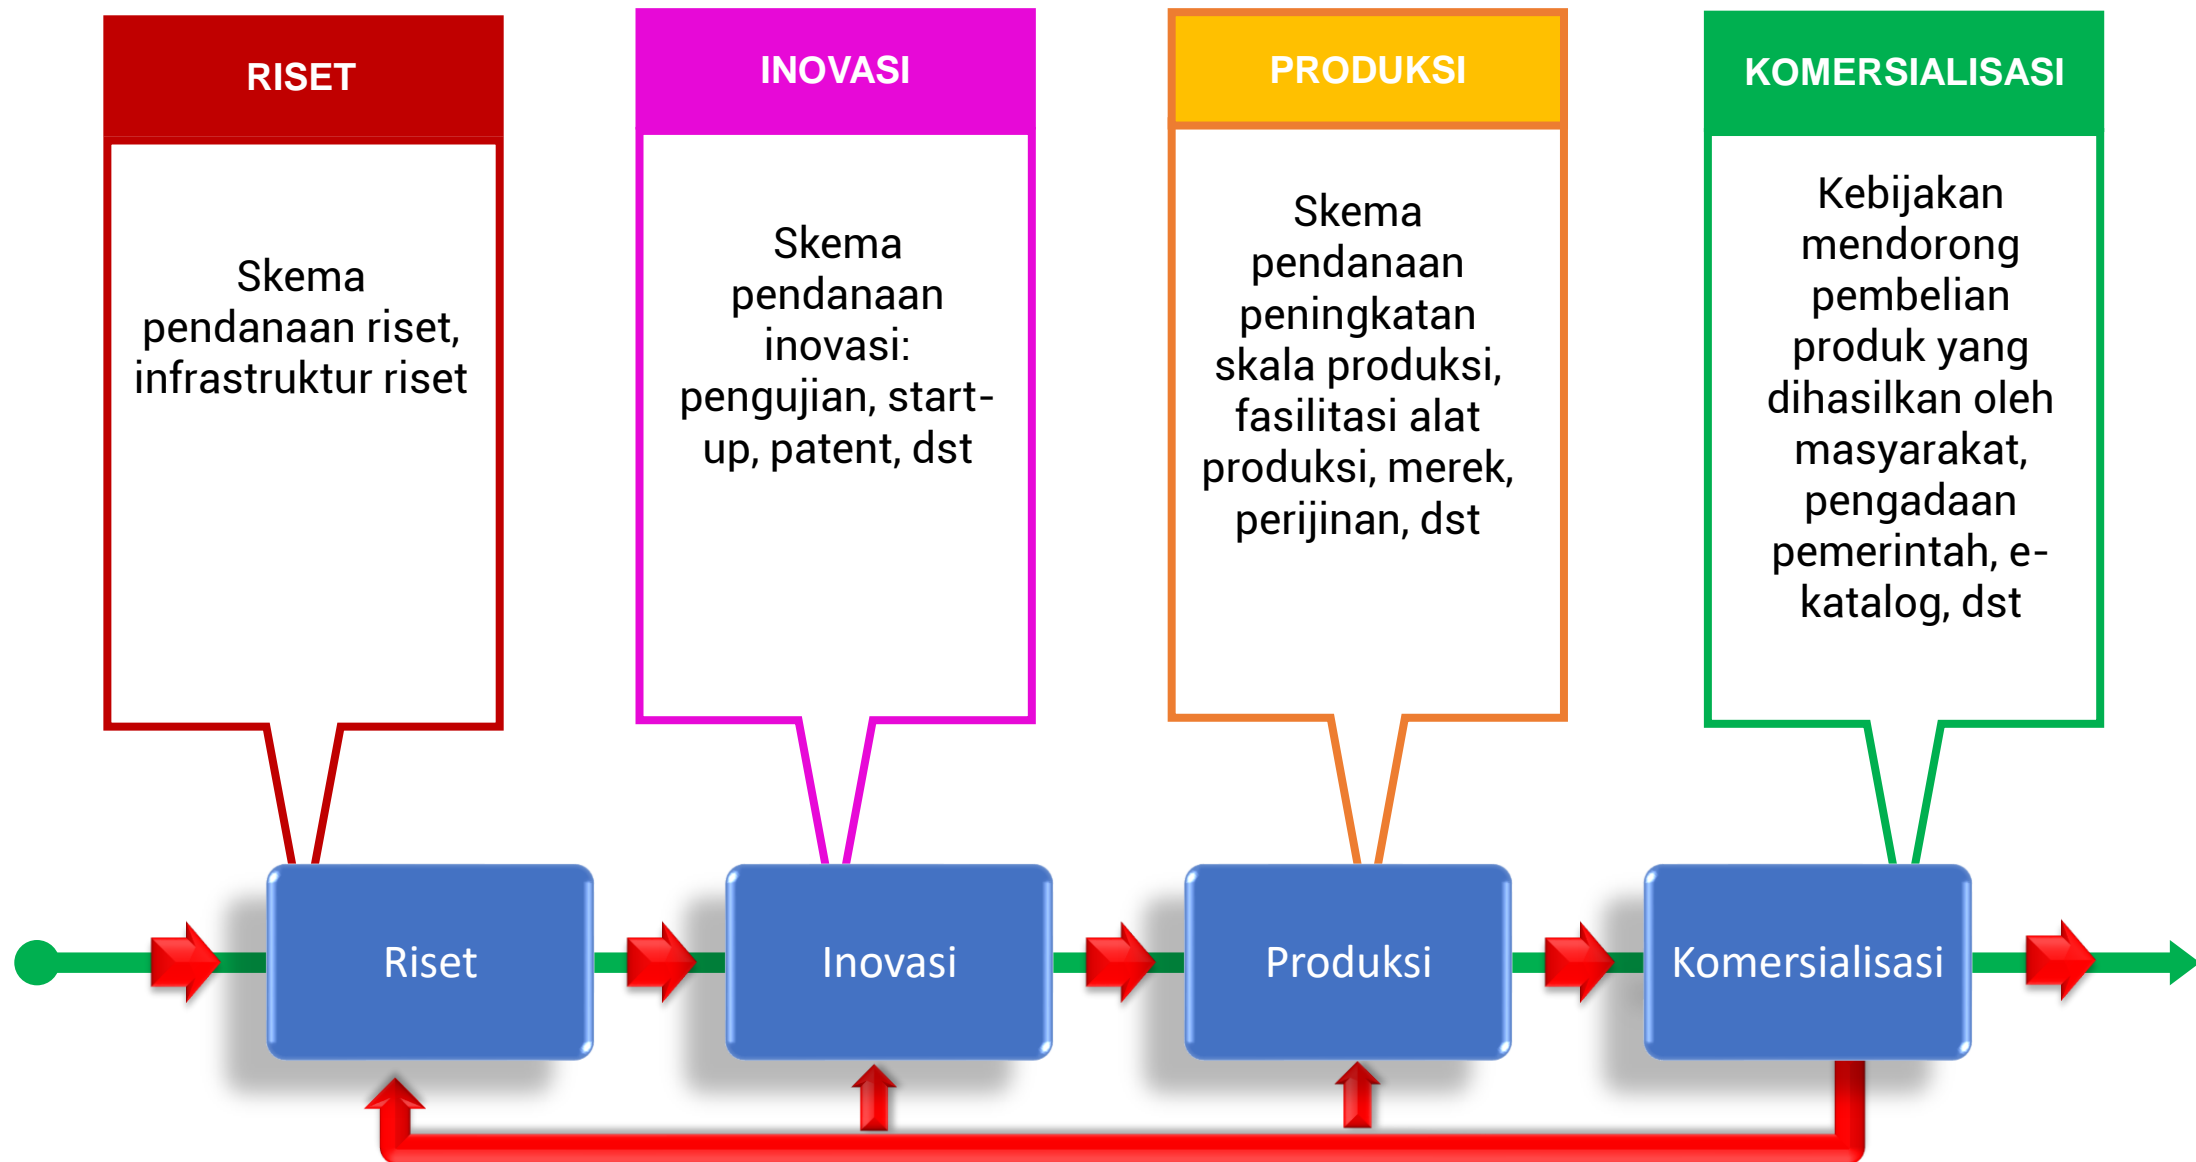 RISET
Skema
pendanaan riset,
infrastruktur riset
INOVASI
Skema
pendanaan
inovasi:
pengujian, start-
up, patent, dst
PRODUKSI
Skema
pendanaan
peningkatan
skala produksi,
fasilitasi alat
produksi, merek,
perijinan, dst
KOMERSIALISASI
Kebijakan
mendorong
pembelian
produk yang
dihasilkan oleh
masyarakat,
pengadaan
pemerintah, e-
katalog, dst
Riset
Inovasi
Produksi
Komersialisasi